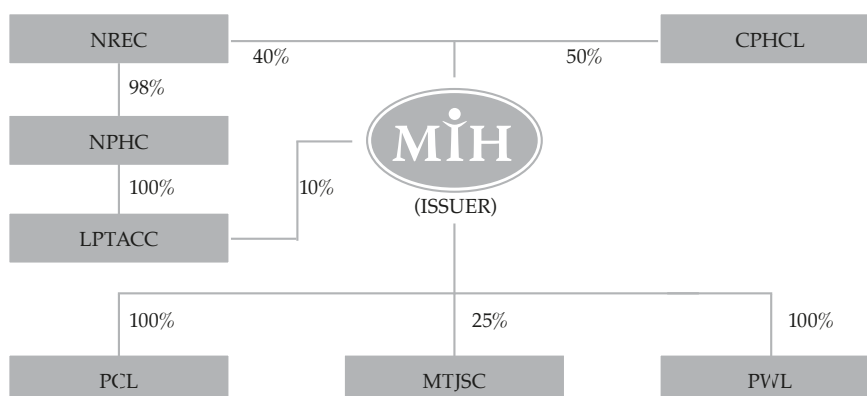 NREC
CPHCL
40%
50%
98%
NPHC
MIH
100%
10%
(ISSUER)
LPTACC
100%
25%
100%
PCL
MTJSC
PWL